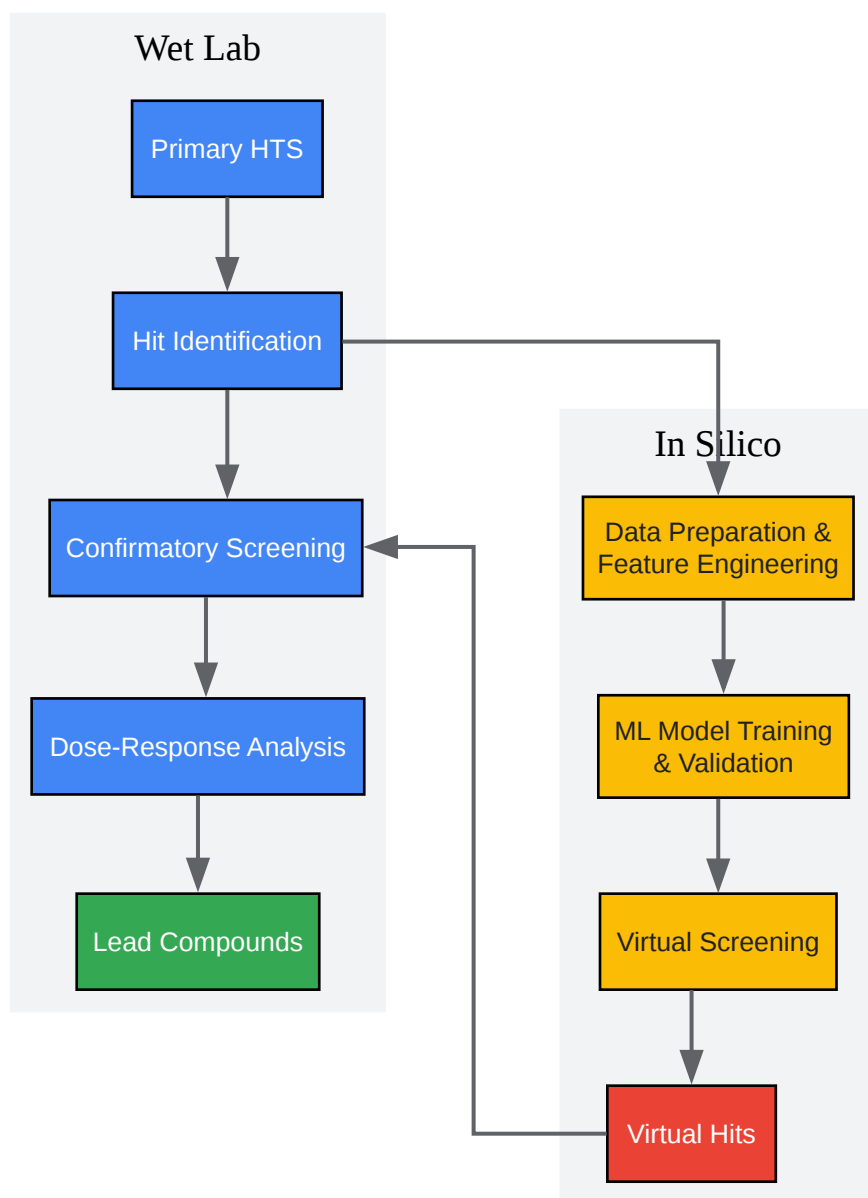 Wet Lab
Primary HTS
Hit Identification
Confirmatory Screening
Dose-Response Analysis
Lead Compounds
In Silico
Data Preparation &
Feature Engineering
ML Model Training
& Validation
Virtual Screening
Virtual Hits